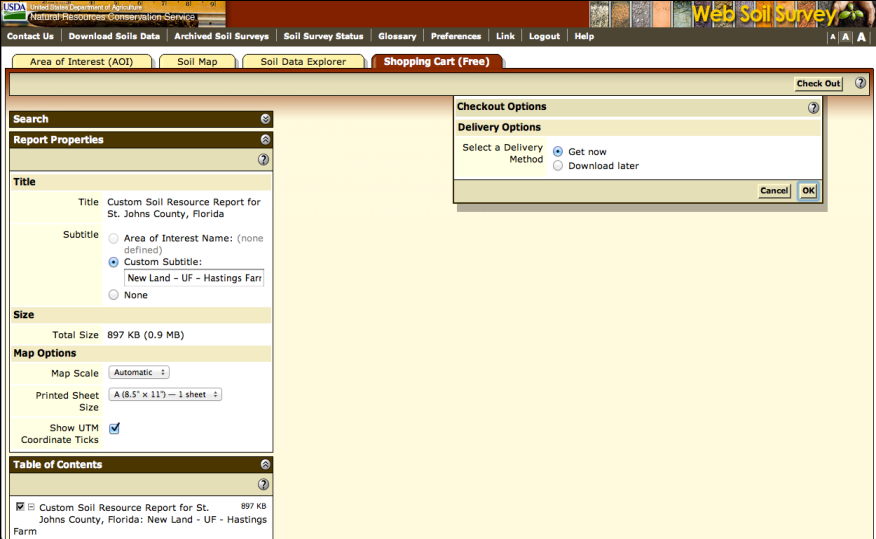 USDA United States Department of Agriculture
Natural Resources Conservation Service
Web Soil Survey
Contact Us | Download Soils Data | Archived Soil Surveys | Soil Survey Status | Glossary | Preferences | Link | Logout | Help
A A A
Area of Interest (AOI) Soil Map Soil Data Explorer Shopping Cart (Free)
Check Out ?
Checkout Options ?
Delivery Options
Select a Delivery Method
Get now
Download later
Cancel OK
Search
Report Properties
?
Title
Title Custom Soil Resource Report for
St. Johns County, Florida
Subtitle Area of Interest Name: (none
defined)
Custom Subtitle:
New Land - UF - Hastings Farr
None
Size
Total Size 897 KB (0.9 MB)
Map Options
Map Scale Automatic
Printed Sheet A (8.5" x 11") — 1 sheet
Size
Show UTM
Coordinate Ticks
Table of Contents
?
Custom Soil Resource Report for St. 897 KB
Johns County, Florida: New Land - UF - Hastings
Farm